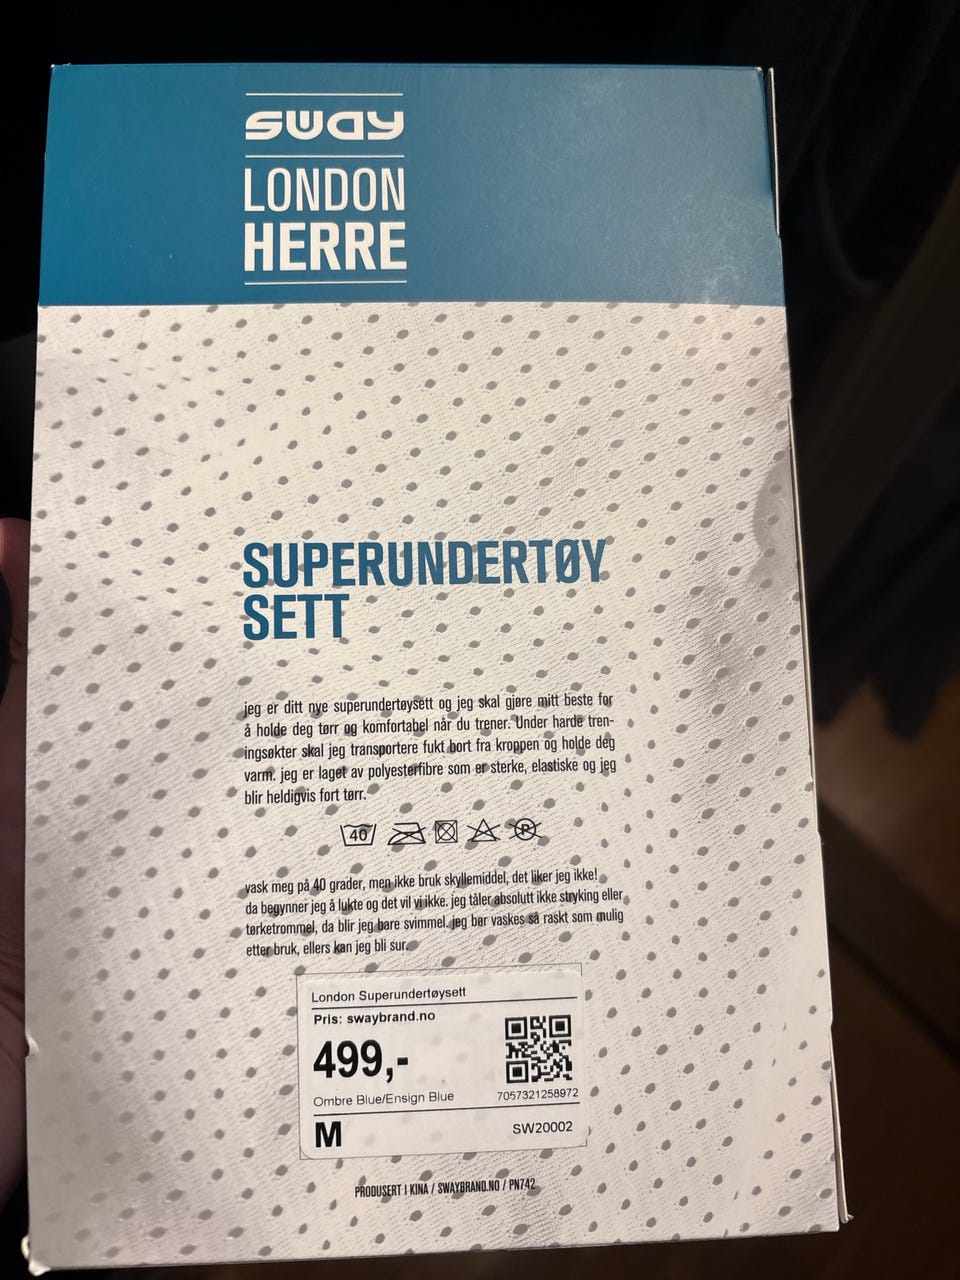 sway
LONDON
HERRE
SUPERUNDERTØY
SETT
jeg er ditt nye superundertøysett og jeg skal gjøre mitt beste for
å holde deg tørr og komfortabel når du trener. Under harde tren-
ingsøkter skal jeg transportere fukt bort fra kroppen og holde deg
varm. jeg er laget av polyesterfibre som er sterke, elastiske og jeg
blir heldigvis fort tørr.
40 P
vask meg på 40 grader, men ikke bruk skyllemiddel, det liker jeg ikke!
da begynner jeg å lukte og det vil vi ikke. jeg tåler absolutt ikke stryking eller
tørketrommel, da blir jeg bare svimmel. jeg bør vaskes så raskt som mulig
etter bruk, ellers kan jeg bli sur.
London Superundertøysett
Pris: swaybrand.no
499,-
Ombre Blue/Ensign Blue 7057321258972
M SW20002
PRODUSERT I KINA / SWAYBRAND.NO / PN742